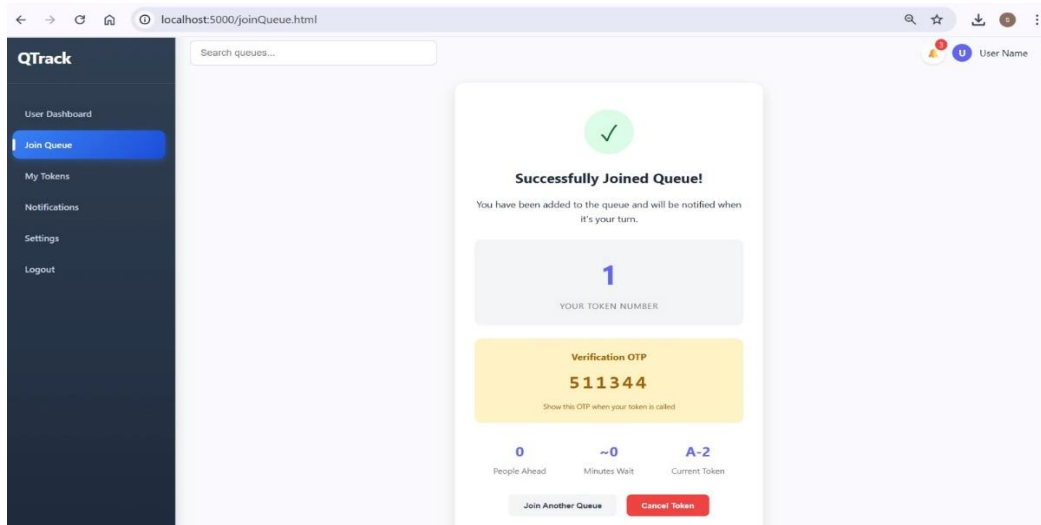 localhost:5000/joinQueue.html
S
QTrack
Search queues...
3
U
User Name
User Dashboard
Join Queue
My Tokens
Notifications
Settings
Logout
Successfully Joined Queue!
You have been added to the queue and will be notified when
it's your turn.
1
YOUR TOKEN NUMBER
Verification OTP
511344
Show this OTP when your token is called
0 ~0 A-2
People Ahead Minutes Wait Current Token
Join Another Queue Cancel Token